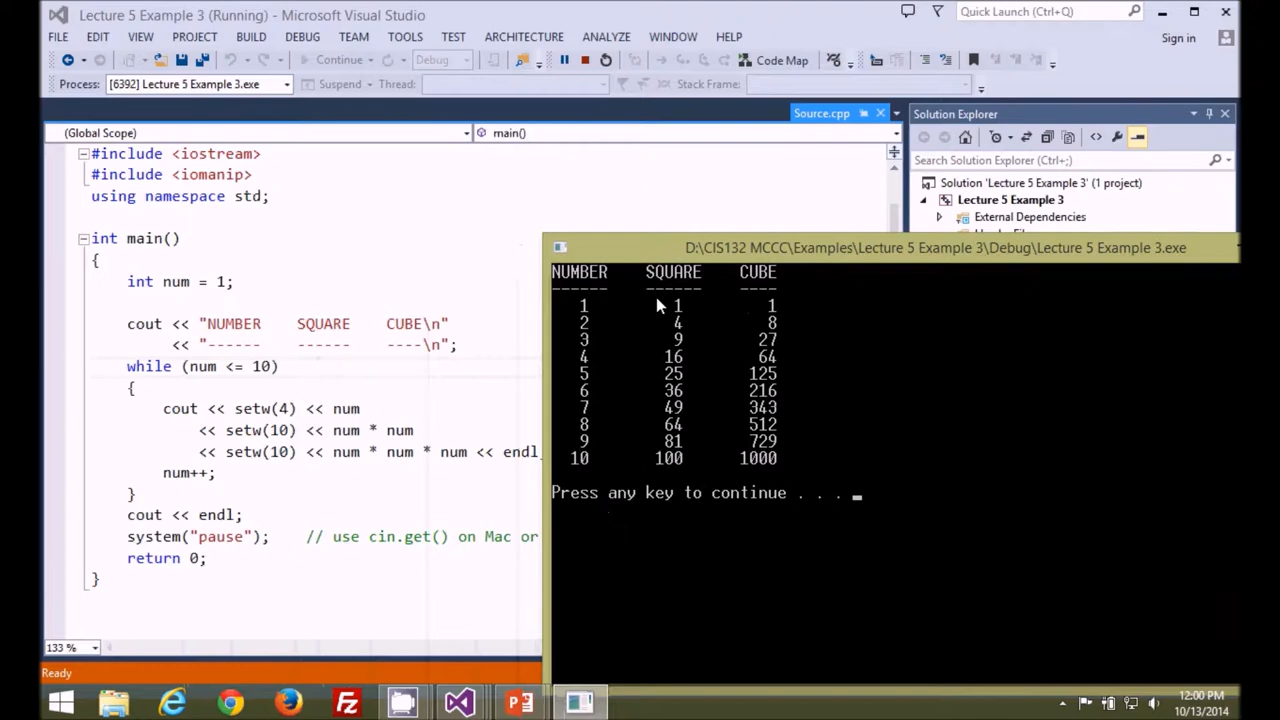 Lecture 5 Example 3 (Running) - Microsoft Visual Studio
Quick Launch (Ctrl+Q)
FILE EDIT VIEW PROJECT BUILD DEBUG TEAM TOOLS TEST ARCHITECTURE ANALYZE WINDOW HELP
Sign in
Continue Debug Code Map
Process: [6392] Lecture 5 Example 3.exe Suspend Thread: Stack Frame:
Source.cpp
Solution Explorer
(Global Scope) main()
Search Solution Explorer (Ctrl+;)
Solution 'Lecture 5 Example 3' (1 project)
Lecture 5 Example 3
External Dependencies
#include <iostream>
#include <iomanip>
using namespace std;
int main()
{
int num = 1;
cout << "NUMBER SQUARE CUBE\n"
<< "------ ------ ----\n";
while (num <= 10)
{
cout << setw(4) << num
<< setw(10) << num * num
<< setw(10) << num * num * num << endl
num++;
}
cout << endl;
system("pause"); // use cin.get() on Mac or
return 0;
}
133 %
Ready
D:\CIS132 MCCC\Examples\Lecture 5 Example 3\Debug\Lecture 5 Example 3.exe
NUMBER SQUARE CUBE
------ ------ ----
1 1 1
2 4 8
3 9 27
4 16 64
5 25 125
6 36 216
7 49 343
8 64 512
9 81 729
10 100 1000
Press any key to continue . . . _
12:00 PM
10/13/2014